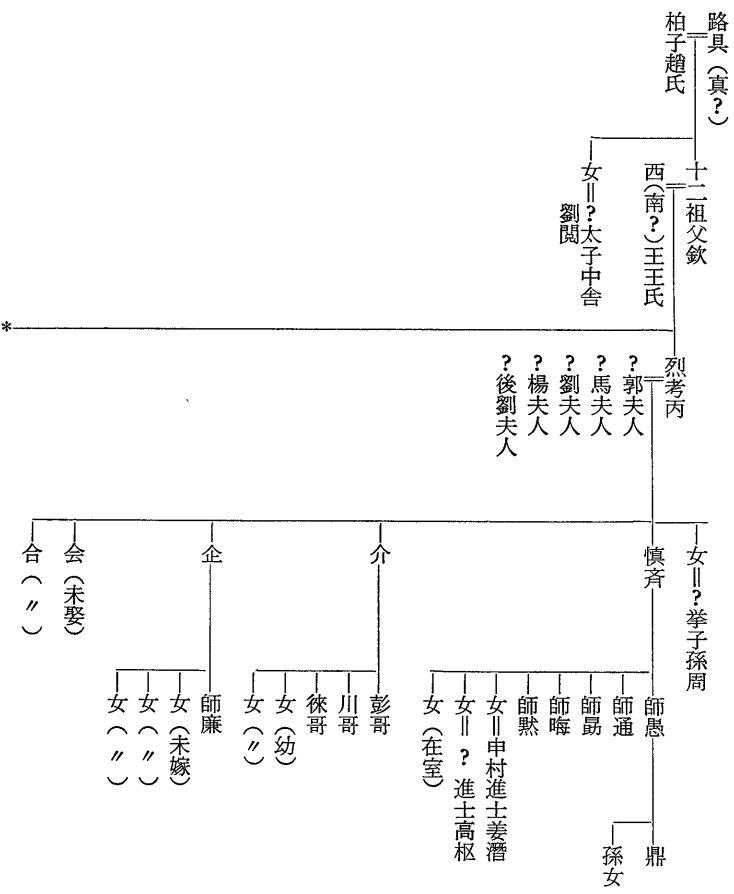 路具（真？）
柏子趙氏
十二祖父欽
西（南？）王王氏
女＝？太子中舎
劉閲
*
烈考丙
？郭夫人
？馬夫人
？劉夫人
？楊夫人
？後劉夫人
女＝？挙子孫周
慎斉
介
企
会（未娶）
合（〃）
師愚
師通
師勗
師晦
師黙
女＝申村進士姜潛
女＝？進士高枢
女（在室）
彭哥
川哥
徠哥
女（幼）
女（〃）
師廉
女（未嫁）
女（〃）
女（〃）
鼎
孫女